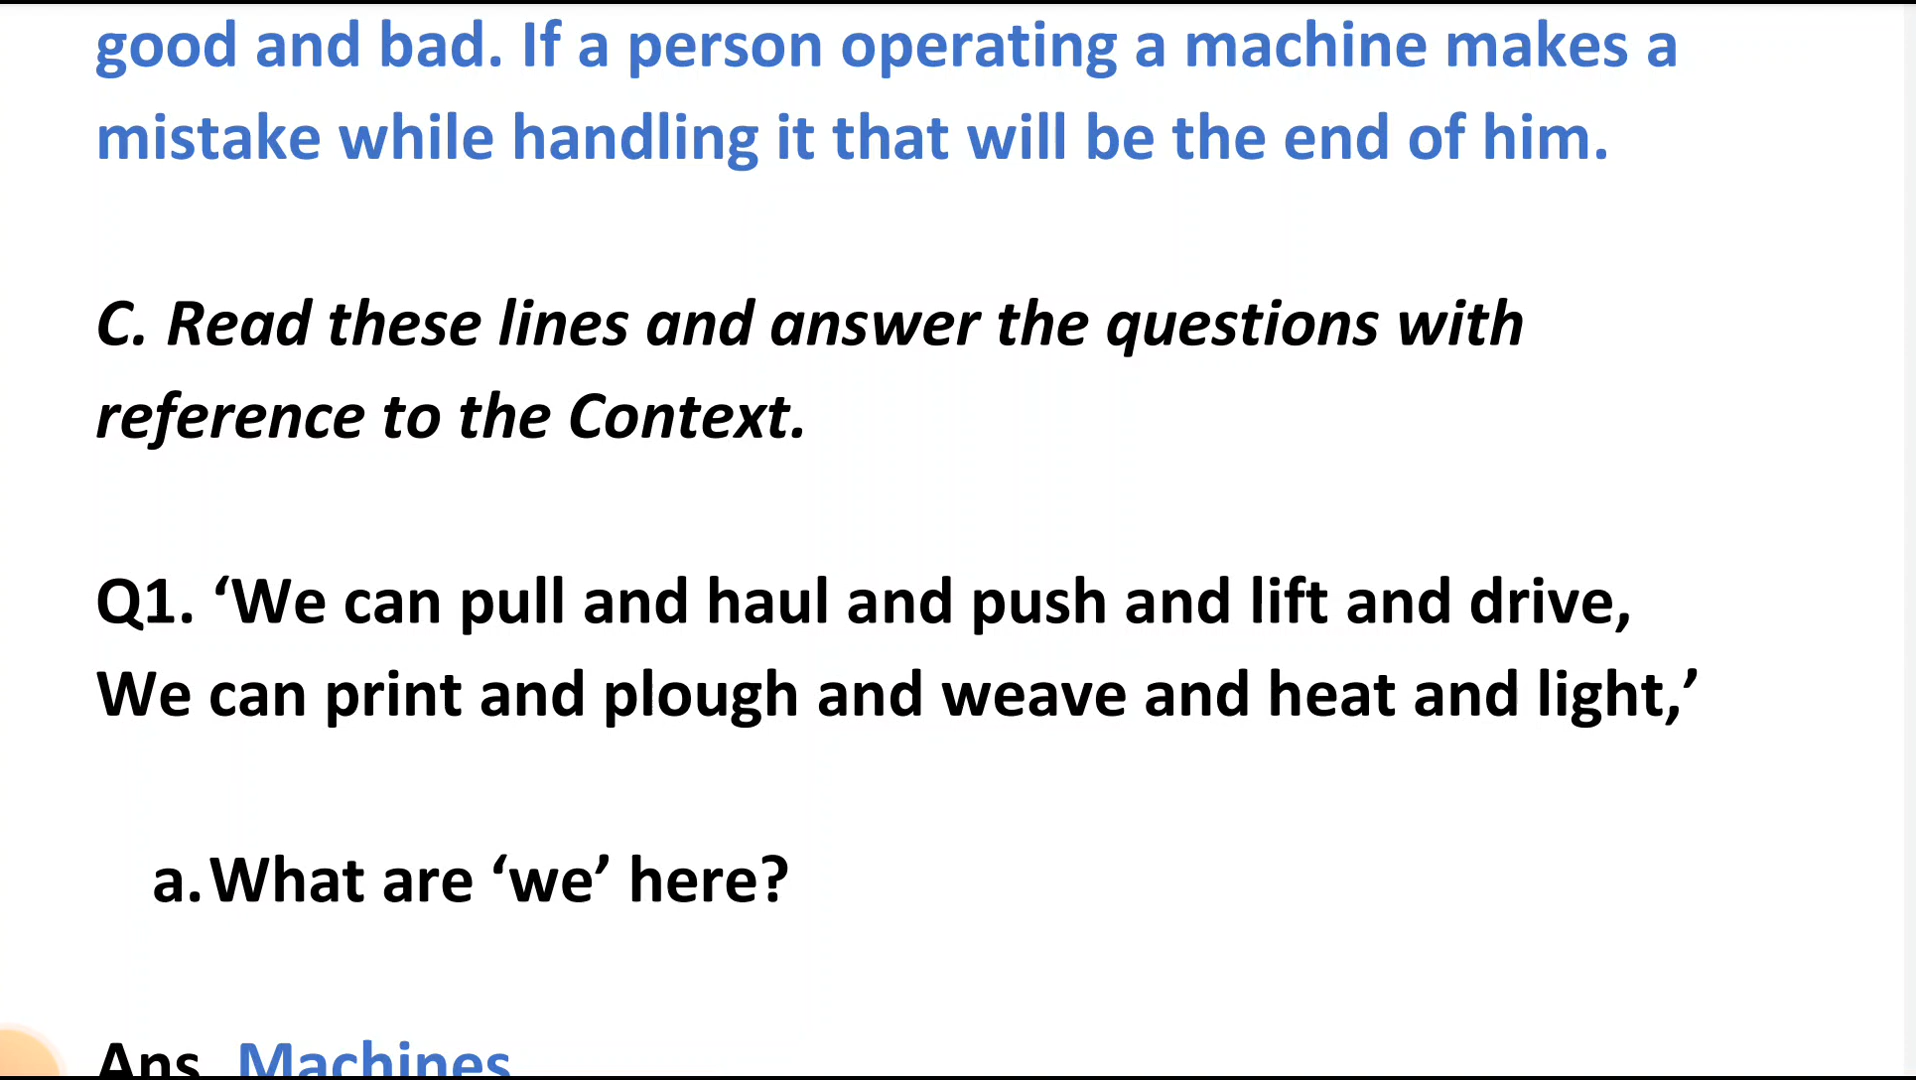 good and bad. If a person operating a machine makes a
mistake while handling it that will be the end of him.
C. Read these lines and answer the questions with
reference to the Context.
Q1. ‘We can pull and haul and push and lift and drive,
We can print and plough and weave and heat and light,’
a. What are ‘we’ here?
Ans Machines